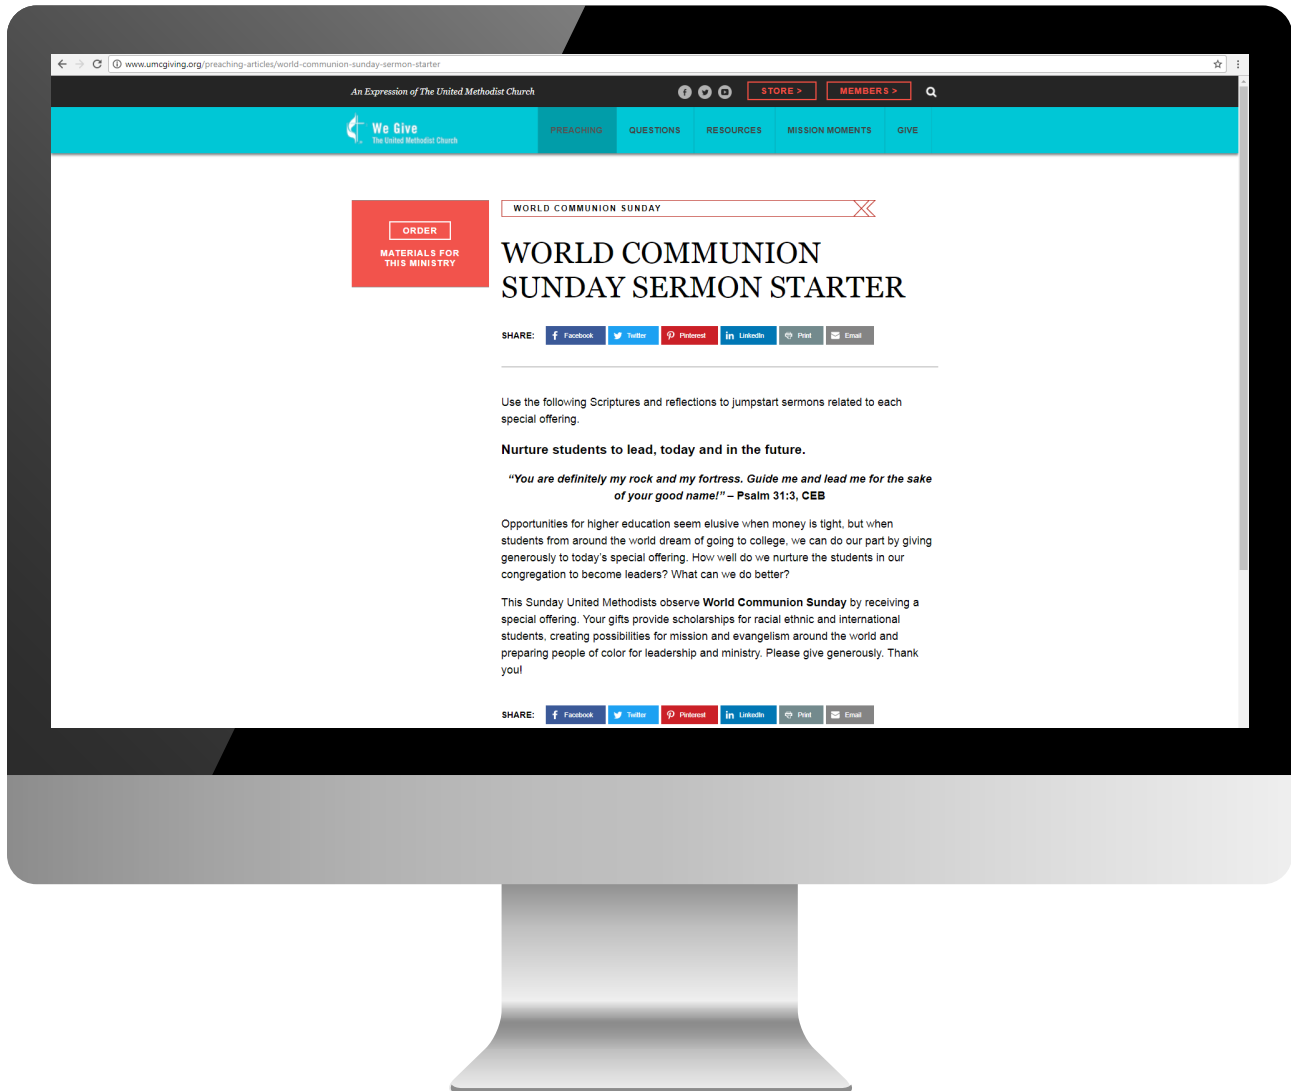 www.umcgiving.org/preaching-articles/world-communion-sunday-sermon-starter
An Expression of The United Methodist Church
STORE >
MEMBERS >
We Give
The United Methodist Church
PREACHING
QUESTIONS
RESOURCES
MISSION MOMENTS
GIVE
ORDER
MATERIALS FOR
THIS MINISTRY
WORLD COMMUNION SUNDAY
WORLD COMMUNION
SUNDAY SERMON STARTER
SHARE: Facebook Twitter Pinterest LinkedIn Print Email
Use the following Scriptures and reflections to jumpstart sermons related to each
special offering.
Nurture students to lead, today and in the future.
“You are definitely my rock and my fortress. Guide me and lead me for the sake
of your good name!” – Psalm 31:3, CEB
Opportunities for higher education seem elusive when money is tight, but when
students from around the world dream of going to college, we can do our part by giving
generously to today’s special offering. How well do we nurture the students in our
congregation to become leaders? What can we do better?
This Sunday United Methodists observe World Communion Sunday by receiving a
special offering. Your gifts provide scholarships for racial ethnic and international
students, creating possibilities for mission and evangelism around the world and
preparing people of color for leadership and ministry. Please give generously. Thank
you!
SHARE: Facebook Twitter Pinterest LinkedIn Print Email